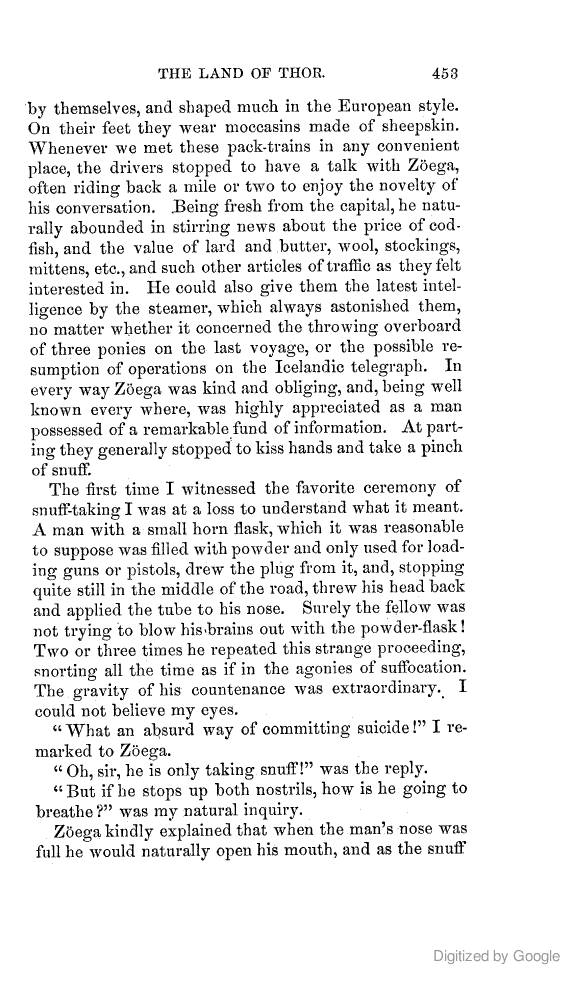 THE LAND OF THOR. 453
by themselves, and shaped much in the European style.
On their feet they wear moccasins made of sheepskin.
Whenever we met these pack-trains in any convenient
place, the drivers stopped to have a talk with Zöega,
often riding back a mile or two to enjoy the novelty of
his conversation. Being fresh from the capital, he natu-
rally abounded in stirring news about the price of cod-
fish, and the value of lard and butter, wool, stockings,
mittens, etc., and such other articles of traffic as they felt
interested in. He could also give them the latest intel-
ligence by the steamer, which always astonished them,
no matter whether it concerned the throwing overboard
of three ponies on the last voyage, or the possible re-
sumption of operations on the Icelandic telegraph. In
every way Zöega was kind and obliging, and, being well
known every where, was highly appreciated as a man
possessed of a remarkable fund of information. At part-
ing they generally stopped to kiss hands and take a pinch
of snuff.
The first time I witnessed the favorite ceremony of
snuff-taking I was at a loss to understand what it meant.
A man with a small horn flask, which it was reasonable
to suppose was filled with powder and only used for load-
ing guns or pistols, drew the plug from it, and, stopping
quite still in the middle of the road, threw his head back
and applied the tube to his nose. Surely the fellow was
not trying to blow his brains out with the powder-flask!
Two or three times he repeated this strange proceeding,
snorting all the time as if in the agonies of suffocation.
The gravity of his countenance was extraordinary. I
could not believe my eyes.
"What an absurd way of committing suicide!" I re-
marked to Zöega.
"Oh, sir, he is only taking snuff!" was the reply.
"But if he stops up both nostrils, how is he going to
breathe?" was my natural inquiry.
Zöega kindly explained that when the man's nose was
full he would naturally open his mouth, and as the snuff
Digitized by Google